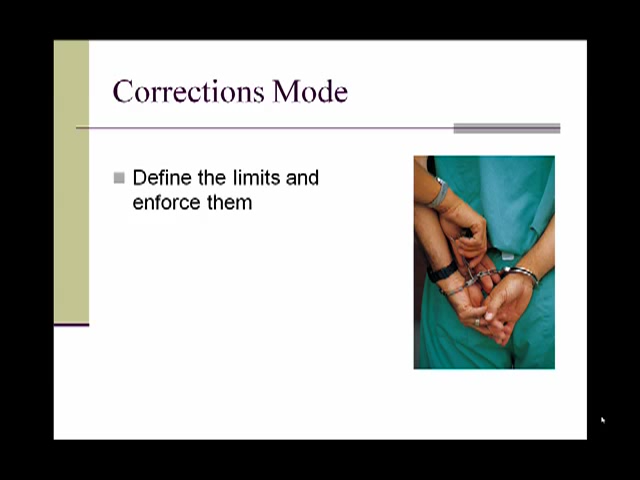 Corrections Mode
Define the limits and
enforce them